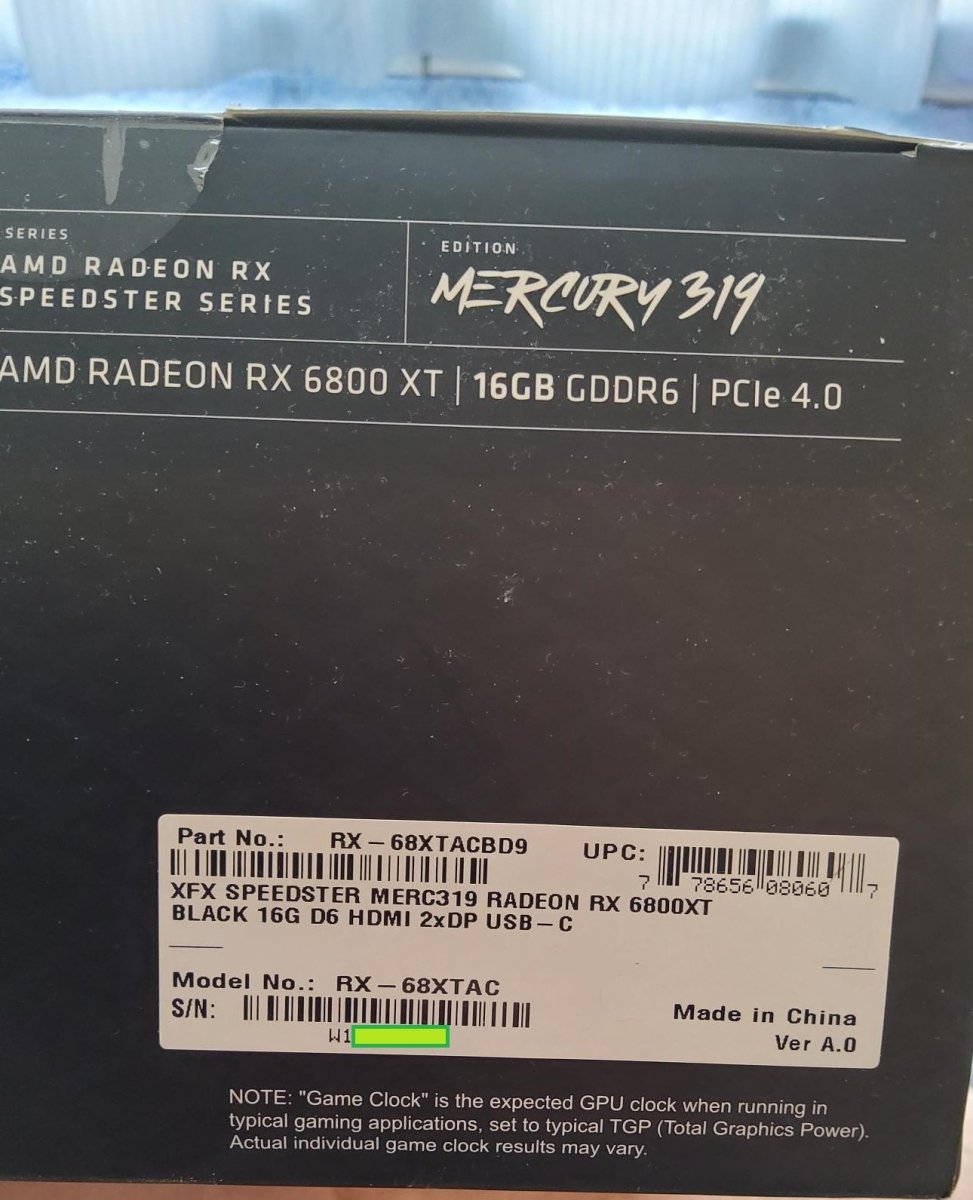 SERIES
AMD RADEON RX
SPEEDSTER SERIES
EDITION
MERCURY 319
AMD RADEON RX 6800 XT | 16GB GDDR6 | PCIe 4.0
Part No.: RX-68XTACBD9
UPC:
7 78656 08060 7
XFX SPEEDSTER MERC319 RADEON RX 6800XT
BLACK 16G D6 HDMI 2xDP USB-C
Model No.: RX-68XTAC
S/N:
W1
Made in China
Ver A.0
NOTE: "Game Clock" is the expected GPU clock when running in
typical gaming applications, set to typical TGP (Total Graphics Power).
Actual individual game clock results may vary.